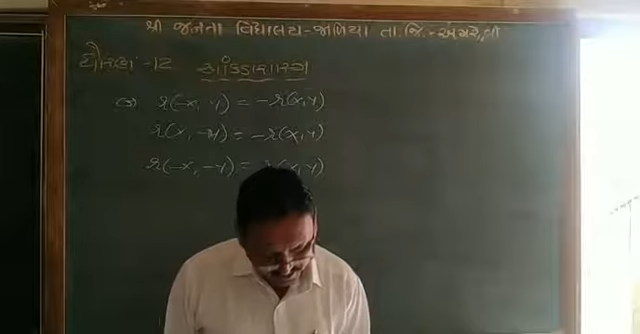 શ્રી જનતા વિદ્યાલય - જાળિયા તા. જિ. - અમરેલી
ધોરણ - 12 આંકડાશાસ્ત્ર
r(-x, y) = -r(x, y)
r(x, -y) = -r(x, y)
r(-x, -y) = r(x, y)